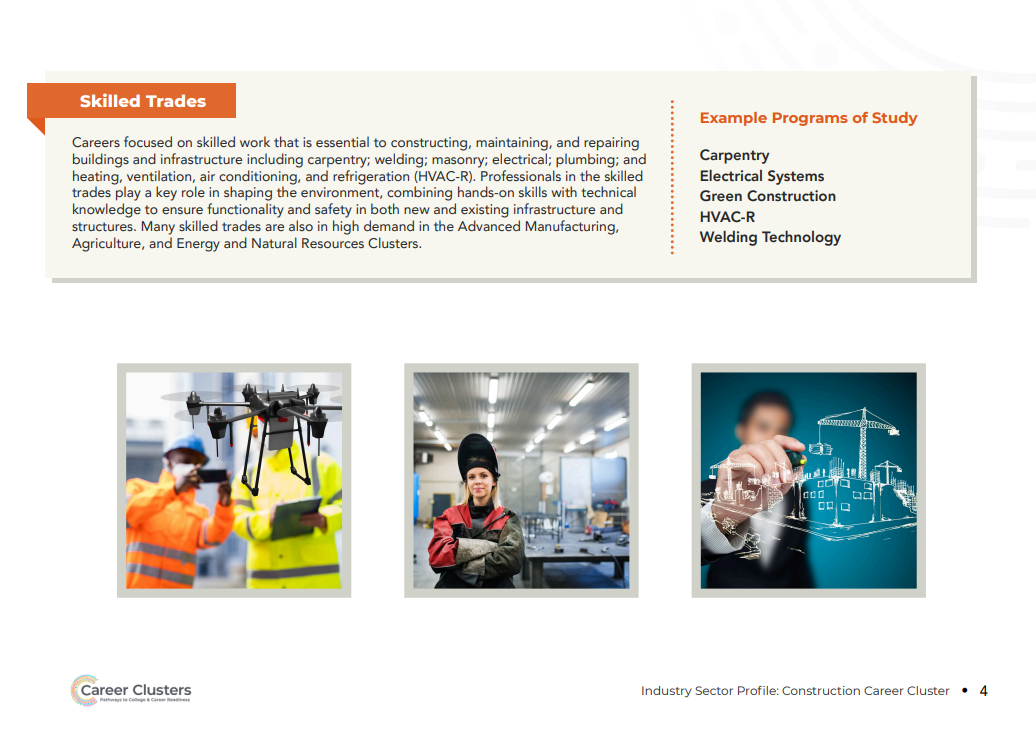 Skilled Trades
Careers focused on skilled work that is essential to constructing, maintaining, and repairing
buildings and infrastructure including carpentry; welding; masonry; electrical; plumbing; and
heating, ventilation, air conditioning, and refrigeration (HVAC-R). Professionals in the skilled
trades play a key role in shaping the environment, combining hands-on skills with technical
knowledge to ensure functionality and safety in both new and existing infrastructure and
structures. Many skilled trades are also in high demand in the Advanced Manufacturing,
Agriculture, and Energy and Natural Resources Clusters.
Example Programs of Study
Carpentry
Electrical Systems
Green Construction
HVAC-R
Welding Technology
Career Clusters
Pathways to College & Career Readiness
Industry Sector Profile: Construction Career Cluster • 4